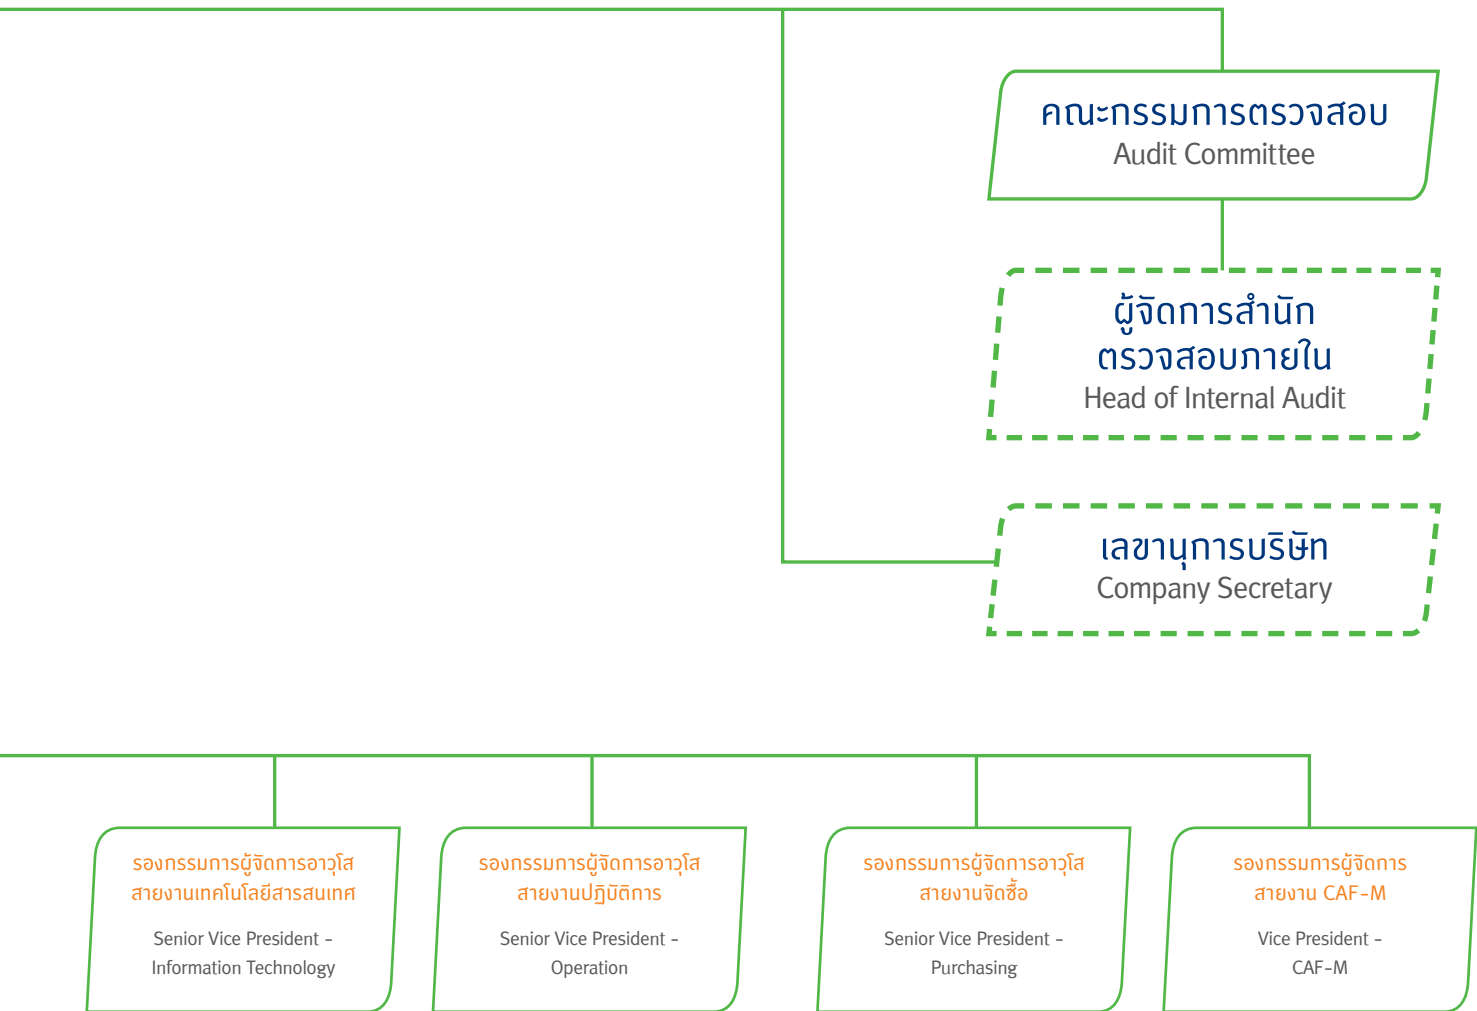 คณะกรรมการตรวจสอบ
Audit Committee
ผู้จัดการสำนัก
ตรวจสอบภายใน
Head of Internal Audit
เลขานุการบริษัท
Company Secretary
รองกรรมการผู้จัดการอาวุโส
สายงานเทคโนโลยีสารสนเทศ
Senior Vice President –
Information Technology
รองกรรมการผู้จัดการอาวุโส
สายงานปฏิบัติการ
Senior Vice President –
Operation
รองกรรมการผู้จัดการอาวุโส
สายงานจัดซื้อ
Senior Vice President –
Purchasing
รองกรรมการผู้จัดการ
สายงาน CAF-M
Vice President –
CAF-M